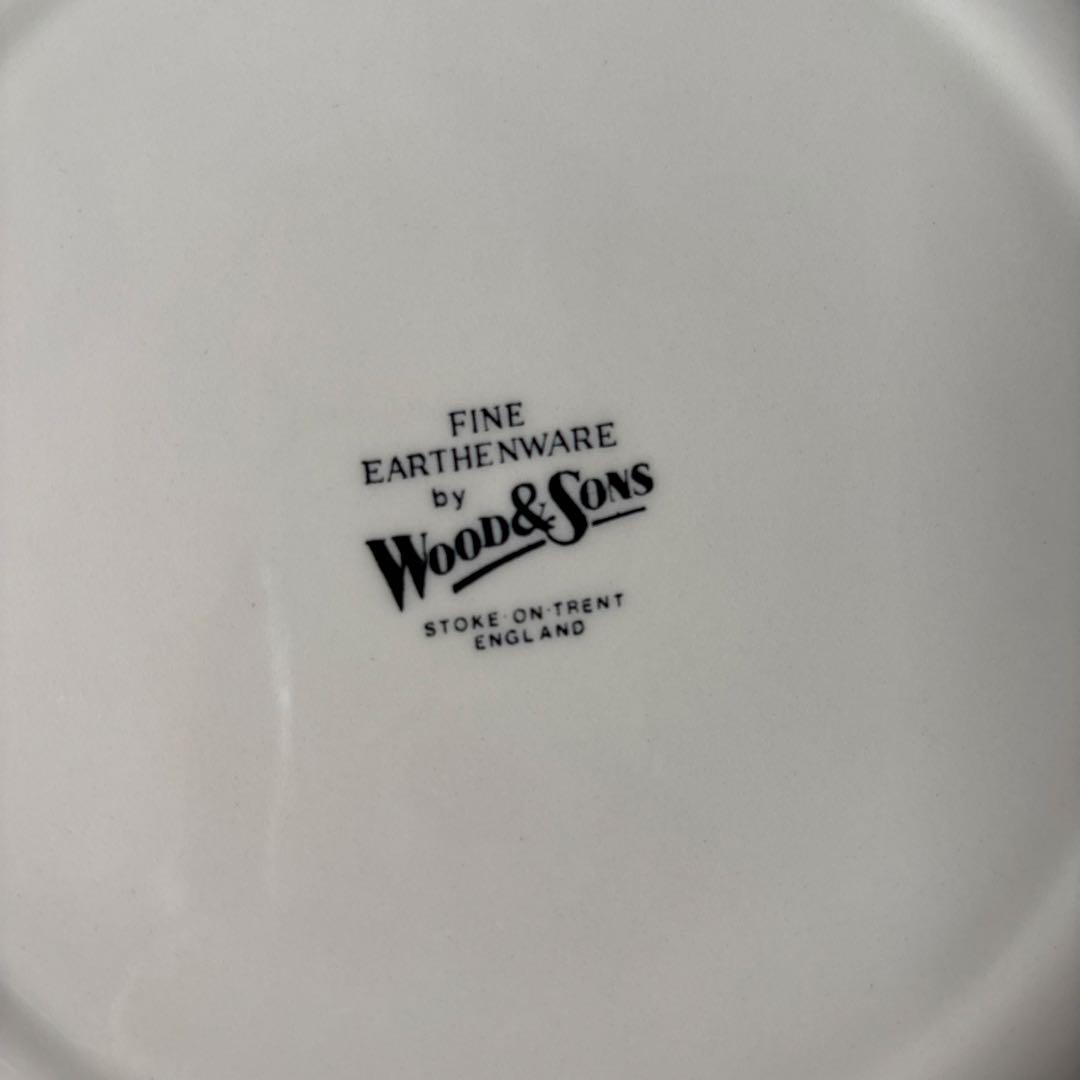 FINE
EARTHENWARE
by
WOOD & SONS
STOKE·ON·TRENT
ENGLAND